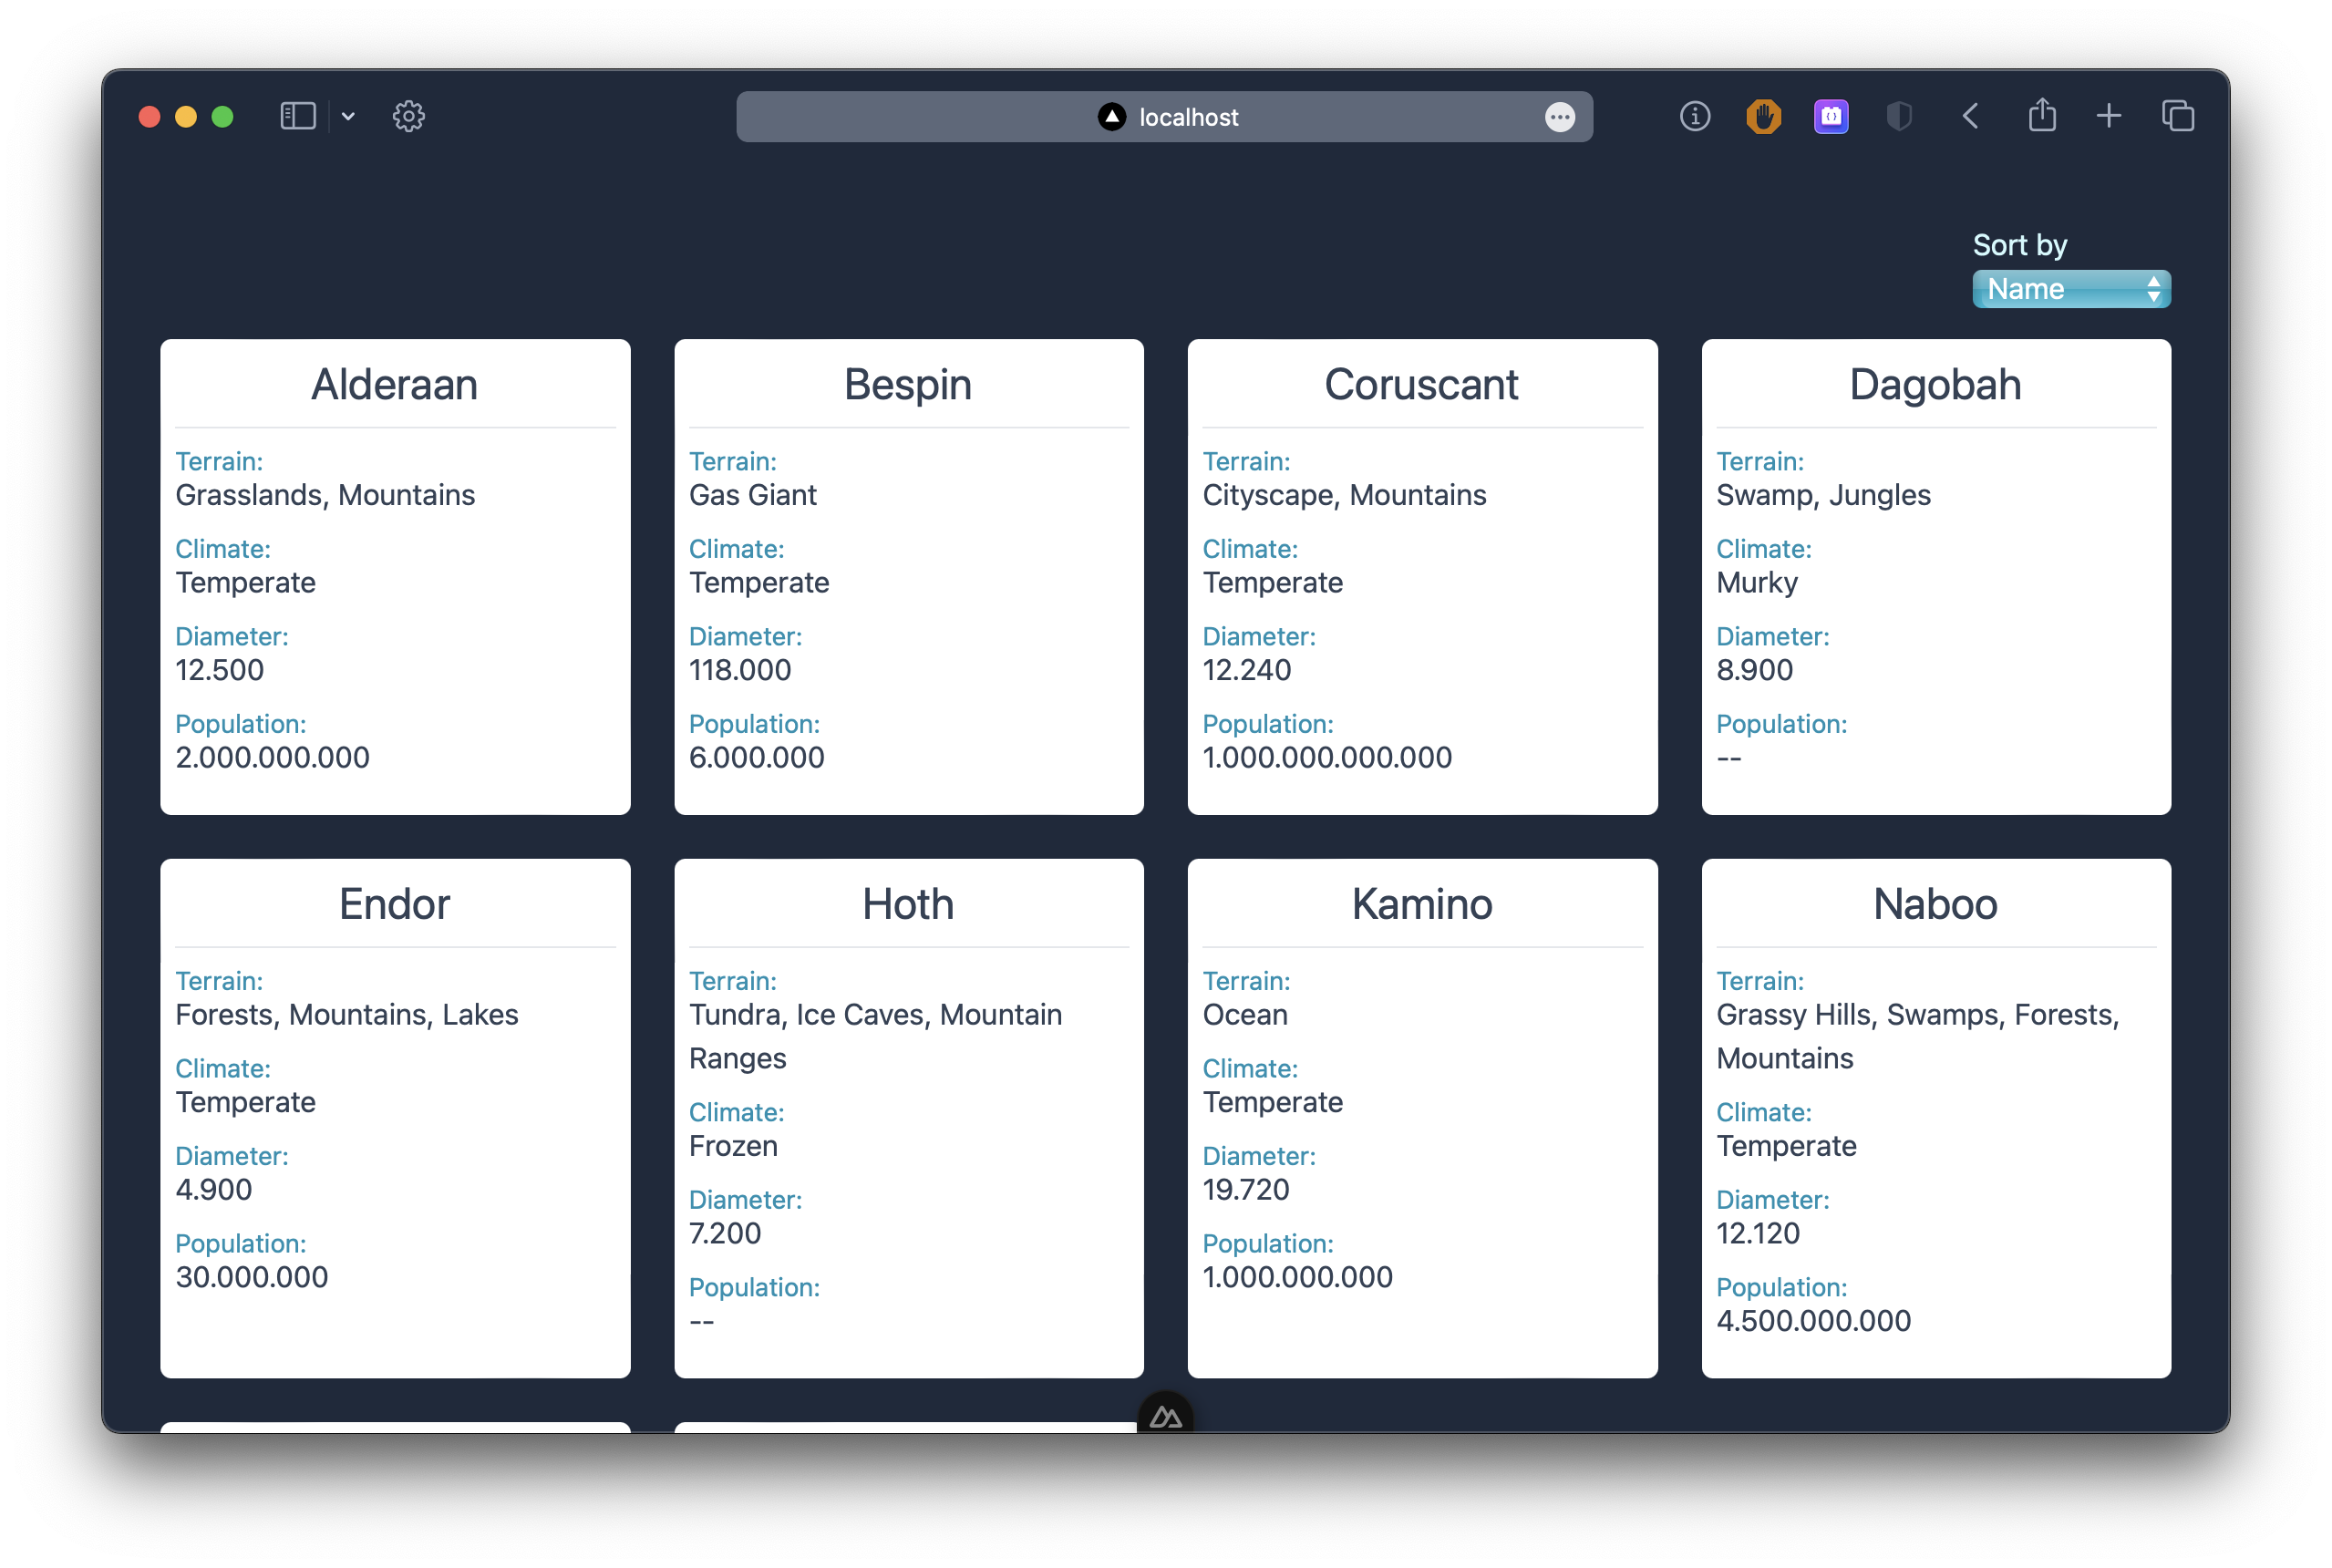 localhost
Sort by
Name
Alderaan
Terrain:
Grasslands, Mountains
Climate:
Temperate
Diameter:
12.500
Population:
2.000.000.000
Bespin
Terrain:
Gas Giant
Climate:
Temperate
Diameter:
118.000
Population:
6.000.000
Coruscant
Terrain:
Cityscape, Mountains
Climate:
Temperate
Diameter:
12.240
Population:
1.000.000.000.000
Dagobah
Terrain:
Swamp, Jungles
Climate:
Murky
Diameter:
8.900
Population:
--
Endor
Terrain:
Forests, Mountains, Lakes
Climate:
Temperate
Diameter:
4.900
Population:
30.000.000
Hoth
Terrain:
Tundra, Ice Caves, Mountain
Ranges
Climate:
Frozen
Diameter:
7.200
Population:
--
Kamino
Terrain:
Ocean
Climate:
Temperate
Diameter:
19.720
Population:
1.000.000.000
Naboo
Terrain:
Grassy Hills, Swamps, Forests,
Mountains
Climate:
Temperate
Diameter:
12.120
Population:
4.500.000.000